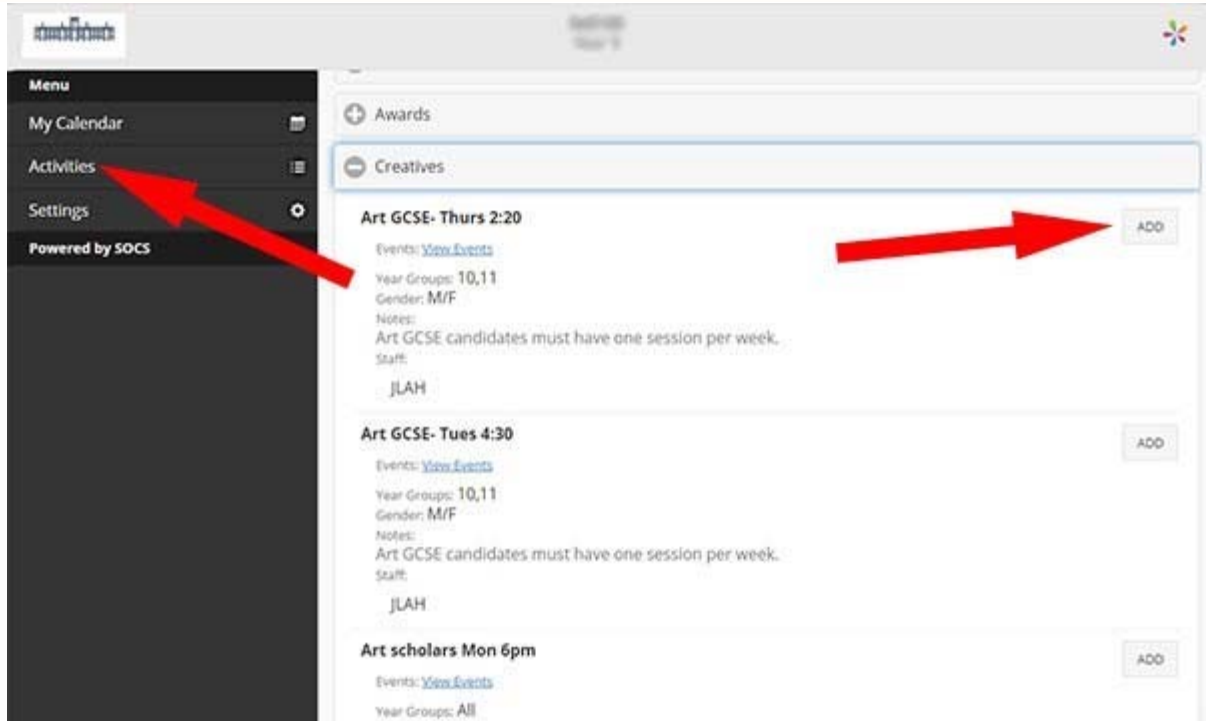 Menu
My Calendar
Activities
Settings
Powered by SOCS
Awards
Creatives
Art GCSE- Thurs 2:20
ADD
Events: View Events
Year Groups: 10,11
Gender: M/F
Notes:
Art GCSE candidates must have one session per week.
Staff:
JLAH
Art GCSE- Tues 4:30
ADD
Events: View Events
Year Groups: 10,11
Gender: M/F
Notes:
Art GCSE candidates must have one session per week.
Staff:
JLAH
Art scholars Mon 6pm
ADD
Events: View Events
Year Groups: All